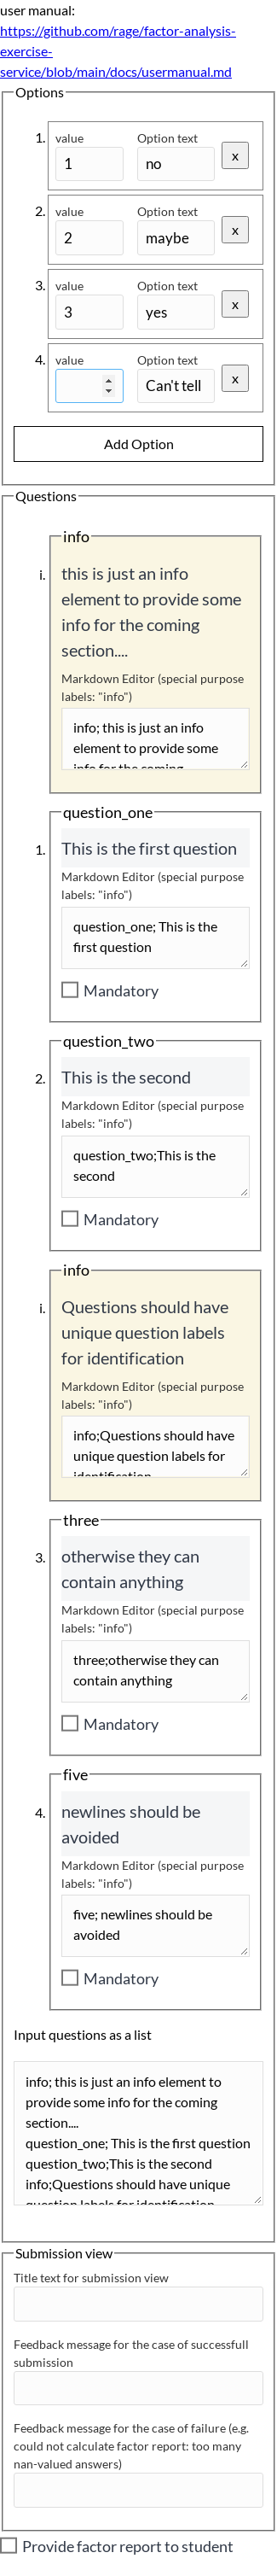 user manual:
https://github.com/rage/factor-analysis-
exercise-
service/blob/main/docs/usermanual.md
Options
1.
value
Option text
1
no
x
2.
value
Option text
2
maybe
x
3.
value
Option text
3
yes
x
4.
value
Option text
Can't tell
x
Add Option
Questions
info
i.
this is just an info
element to provide some
info for the coming
section....
Markdown Editor (special purpose
labels: "info")
info; this is just an info
element to provide some
info for the coming
question_one
1.
This is the first question
Markdown Editor (special purpose
labels: "info")
question_one; This is the
first question
Mandatory
question_two
2.
This is the second
Markdown Editor (special purpose
labels: "info")
question_two;This is the
second
Mandatory
info
i.
Questions should have
unique question labels
for identification
Markdown Editor (special purpose
labels: "info")
info;Questions should have
unique question labels for
identification
three
3.
otherwise they can
contain anything
Markdown Editor (special purpose
labels: "info")
three;otherwise they can
contain anything
Mandatory
five
4.
newlines should be
avoided
Markdown Editor (special purpose
labels: "info")
five; newlines should be
avoided
Mandatory
Input questions as a list
info; this is just an info element to
provide some info for the coming
section....
question_one; This is the first question
question_two;This is the second
info;Questions should have unique
question labels for identification
Submission view
Title text for submission view
Feedback message for the case of successfull
submission
Feedback message for the case of failure (e.g.
could not calculate factor report: too many
nan-valued answers)
Provide factor report to student